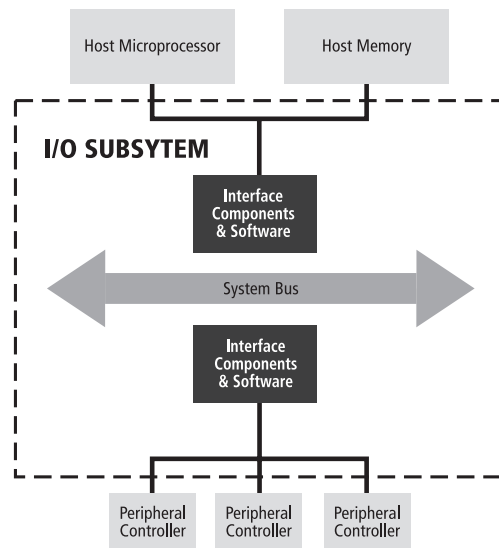 Host Microprocessor
Host Memory
I/O SUBSYTEM
Interface
Components
& Software
System Bus
Interface
Components
& Software
Peripheral
Controller
Peripheral
Controller
Peripheral
Controller